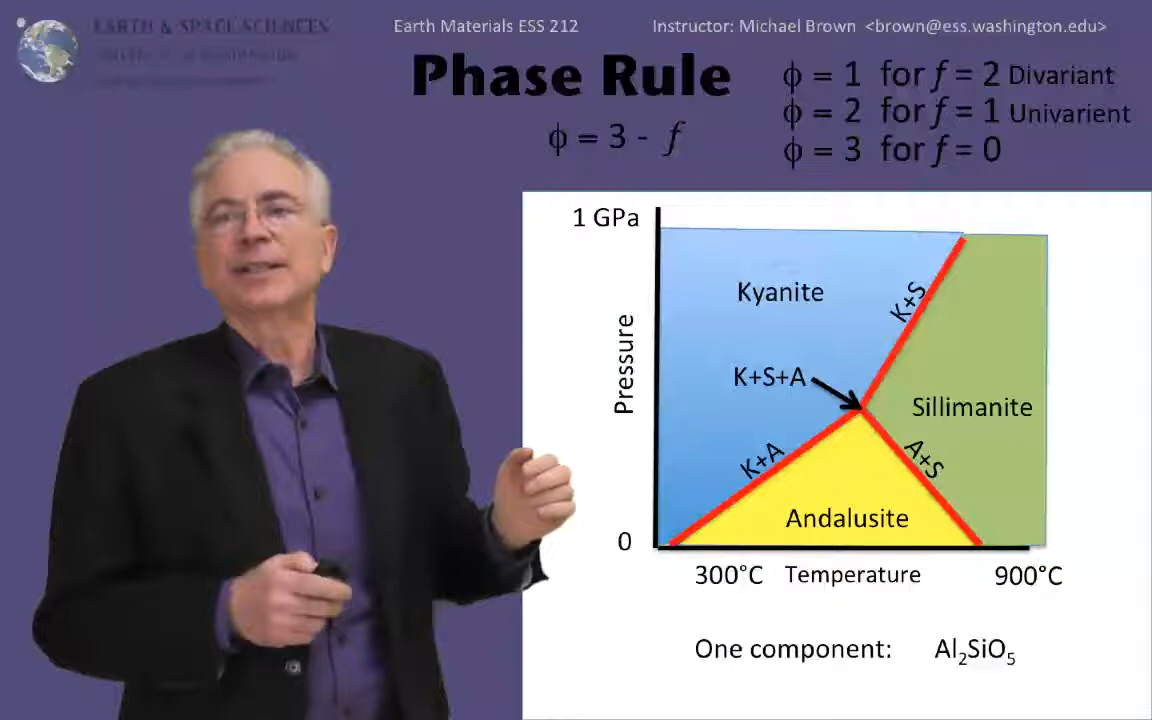 EARTH & SPACE SCIENCES
Earth Materials ESS 212
Instructor: Michael Brown <brown@ess.washington.edu>
Phase Rule
ϕ = 3 - f
ϕ = 1 for f = 2 Divariant
ϕ = 2 for f = 1 Univarient
ϕ = 3 for f = 0
1 GPa
Kyanite
K+S
Pressure
K+S+A
Sillimanite
K+A
A+S
Andalusite
0
300°C Temperature 900°C
One component: Al₂SiO₅